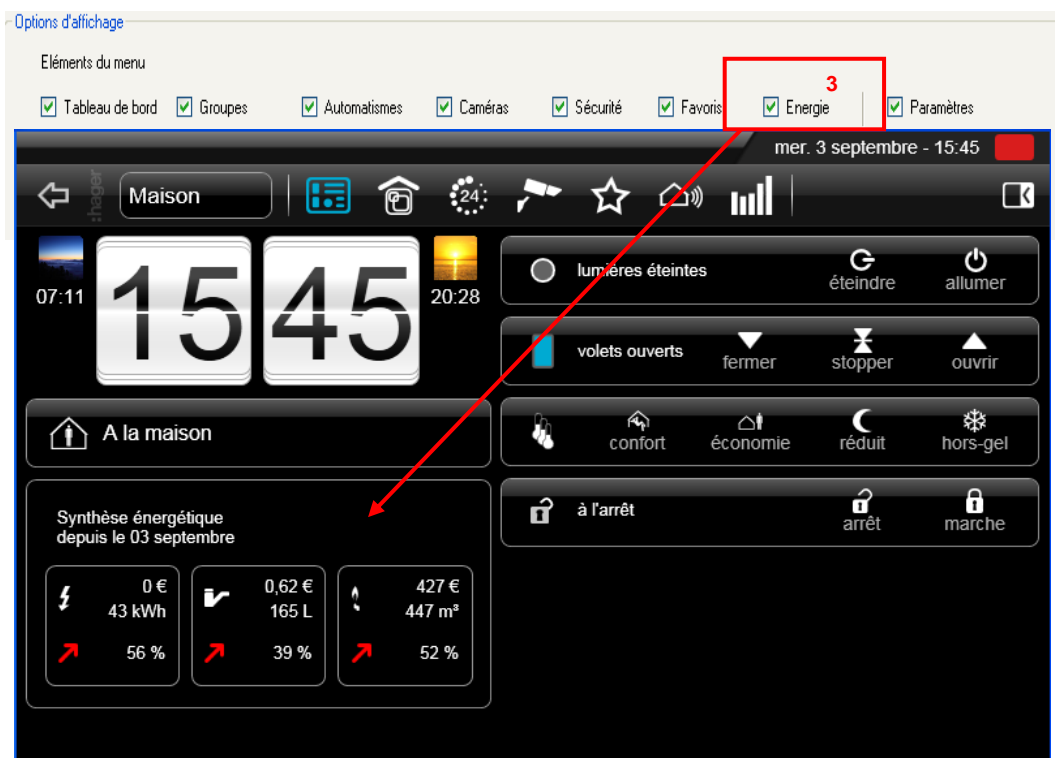 Options d'affichage
Eléments du menu
3
Tableau de bord Groupes Automatismes Caméras Sécurité Favoris Energie Paramètres
mer. 3 septembre - 15:45
:hager
Maison
24
07:11
15 45
20:28
lumières éteintes
éteindre
allumer
volets ouverts
fermer
stopper
ouvrir
A la maison
confort
économie
réduit
hors-gel
à l'arrêt
arrêt
marche
Synthèse énergétique
depuis le 03 septembre
0 €
43 kWh
56 %
0,62 €
165 L
39 %
427 €
447 m³
52 %